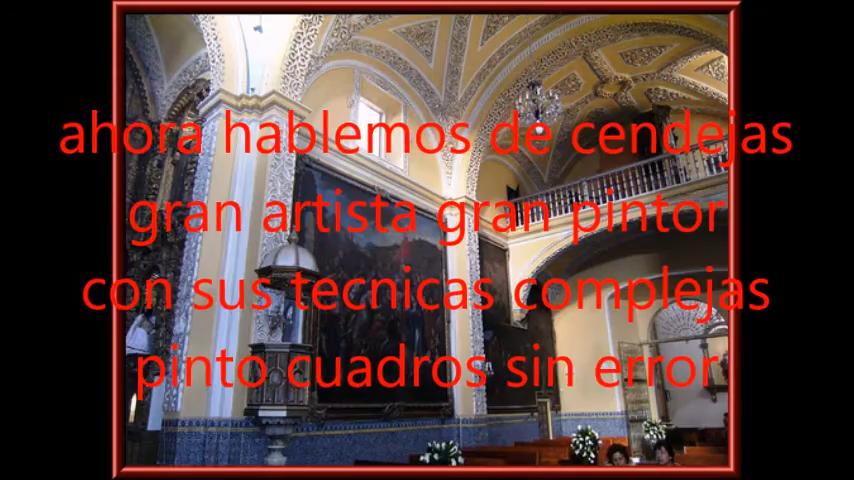 ahora hablemos de cendejas
gran artista gran pintor
con sus tecnicas complejas
pinto cuadros sin error